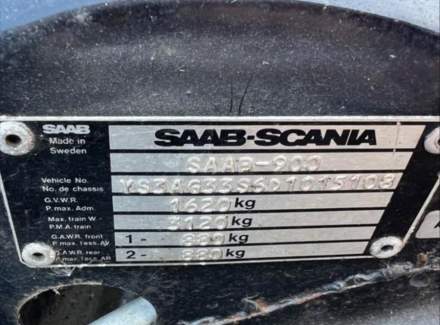 SAAB
Made in
Sweden
SAAB-SCANIA
SAAB-900
Vehicle No.
No. de chassis
G.V.W.R.
P. max. Adm. 1620 kg
Max. train W -
P.M.A. train 3120 kg
G.A.W.R. front
1 - kg
G.A.W.R. rear
2 - kg